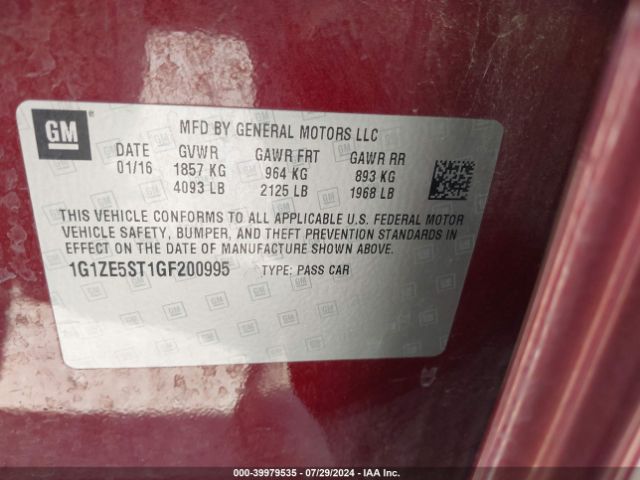 GM ®
MFD BY GENERAL MOTORS LLC
DATE GVWR GAWR FRT GAWR RR
01/16 1857 KG 964 KG 893 KG
4093 LB 2125 LB 1968 LB
THIS VEHICLE CONFORMS TO ALL APPLICABLE U.S. FEDERAL MOTOR
VEHICLE SAFETY, BUMPER, AND THEFT PREVENTION STANDARDS IN
EFFECT ON THE DATE OF MANUFACTURE SHOWN ABOVE.
1G1ZE5ST1GF200995 TYPE: PASS CAR
000-39979535 - 07/29/2024 - IAA Inc.